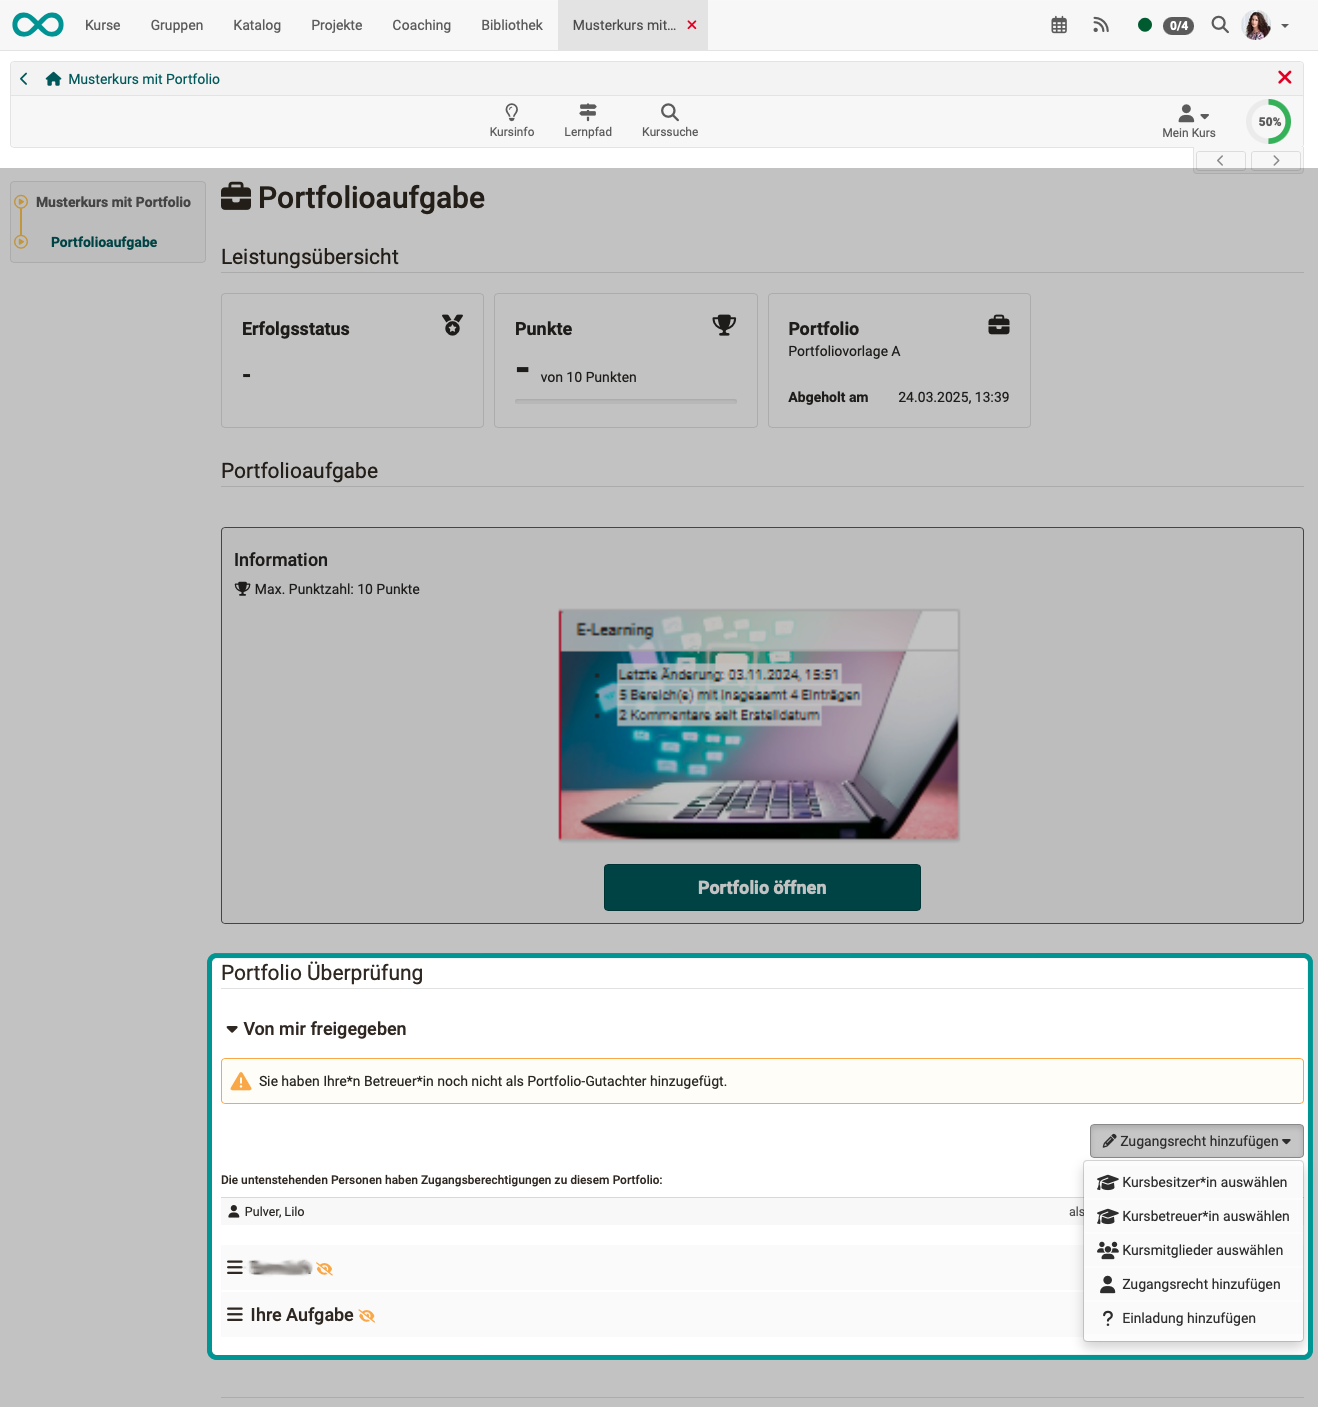 Kurse Gruppen Katalog Projekte Coaching Bibliothek Musterkurs mit... 0/4
Musterkurs mit Portfolio
Kursinfo Lernpfad Kurssuche Mein Kurs 50%
Musterkurs mit Portfolio
Portfolioaufgabe
Portfolioaufgabe
Leistungsübersicht
Erfolgsstatus
-
Punkte
- von 10 Punkten
Portfolio
Portfoliovorlage A
Abgeholt am 24.03.2025, 13:39
Portfolioaufgabe
Information
Max. Punktzahl: 10 Punkte
E-Learning
Letzte Änderung: 03.11.2024, 15:51
5 Bereich(e) mit insgesamt 4 Einträgen
2 Kommentare seit Erstelldatum
Portfolio öffnen
Portfolio Überprüfung
Von mir freigegeben
Sie haben Ihre*n Betreuer*in noch nicht als Portfolio-Gutachter hinzugefügt.
Zugangsrecht hinzufügen
Die untenstehenden Personen haben Zugangsberechtigungen zu diesem Portfolio:
Pulver, Lilo als
Ihre Aufgabe
Kursbesitzer*in auswählen
Kursbetreuer*in auswählen
Kursmitglieder auswählen
Zugangsrecht hinzufügen
? Einladung hinzufügen